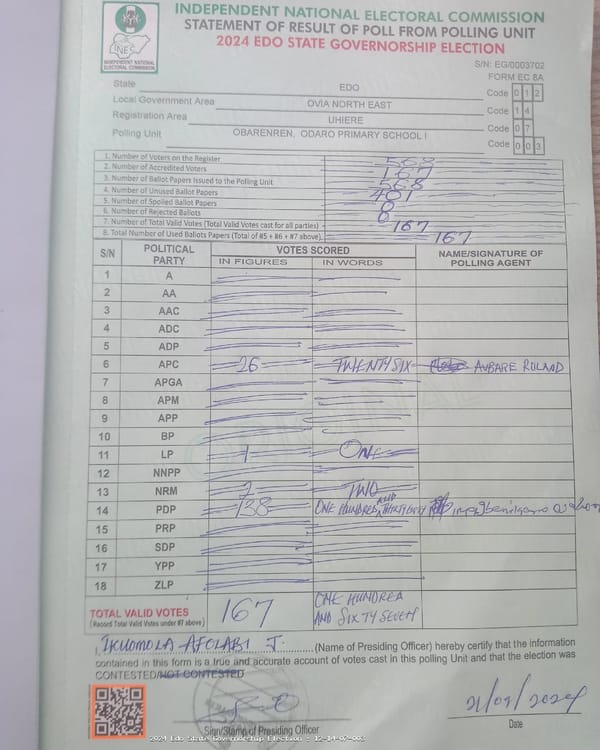 INDEPENDENT NATIONAL ELECTORAL COMMISSION
STATEMENT OF RESULT OF POLL FROM POLLING UNIT
2024 EDO STATE GOVERNORSHIP ELECTION
INEC
INDEPENDENT NATIONAL
ELECTORAL COMMISSION
S/N: EG/0003702
FORM EC 8A
State EDO Code 0 1 2
Local Government Area OVIA NORTH EAST Code 1 4
Registration Area UHIERE Code 0 7
Polling Unit OBARENREN, ODARO PRIMARY SCHOOL I Code 0 0 3
1. Number of Voters on the Register 568
2. Number of Accredited Voters 167
3. Number of Ballot Papers Issued to the Polling Unit 568
4. Number of Unused Ballot Papers 401
5. Number of Spoiled Ballot Papers 0
6. Number of Rejected Ballots 0
7. Number of Total Valid Votes (Total Valid Votes cast for all parties) 167
8. Total Number of Used Ballots Papers (Total of #5 + #6 + #7 above). 167
S/N POLITICAL PARTY VOTES SCORED NAME/SIGNATURE OF POLLING AGENT
IN FIGURES IN WORDS
1 A
2 AA
3 AAC
4 ADC
5 ADP
6 APC 26 TWENTY SIX AUBARE ROLAND
7 APGA
8 APM
9 APP
10 BP
11 LP 1 ONE
12 NNPP
13 NRM 2 TWO
14 PDP 138 ONE HUNDRED AND
15 PRP
16 SDP
17 YPP
18 ZLP
TOTAL VALID VOTES 167 ONE HUNDREA
(Record Total Valid Votes under #7 above) AND SIXTY SEVEN
I, IKUOMOLA AFOLABI J. (Name of Presiding Officer) hereby certify that the information
contained in this form is a true and accurate account of votes cast in this polling Unit and that the election was
CONTESTED/NOT CONTESTED
21/09/2024
Sign/Stamp of Presiding Officer Date
2024 Edo State Governorship Election - 12-14-07-003